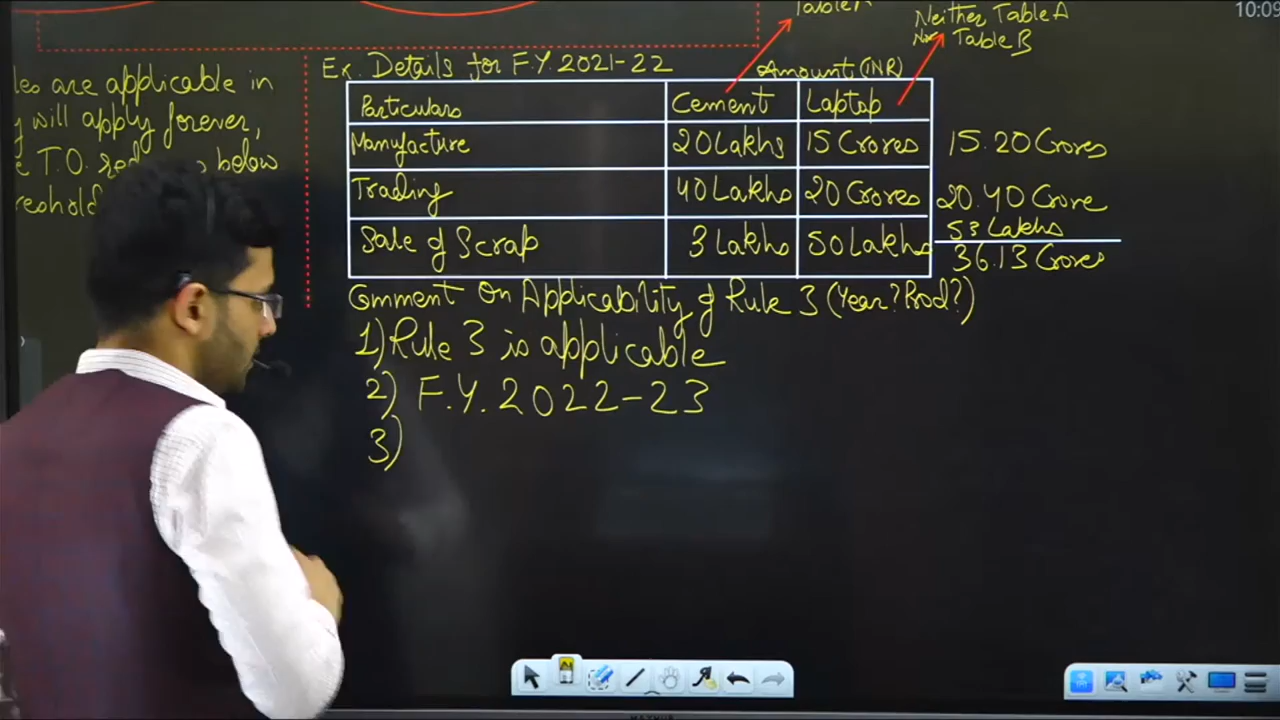 10:09
Table A
Neither Table A
Nor Table B
les are applicable in
y will apply forever,
e T.O. below
reshold
Ex. Details for F.Y. 2021-22 Amount (INR)
Particulars Cement Laptop
Manufacture 20 Lakhs 15 Crores 15.20 Crores
Trading 40 Lakhs 20 Crores 20.40 Crore
53 Lakhs
Sale of Scrap 3 Lakhs 50 Lakhs 36.13 Crores
Comment On Applicability of Rule 3 (Year? Prod?)
1) Rule 3 is applicable
2) F.Y. 2022-23
3)